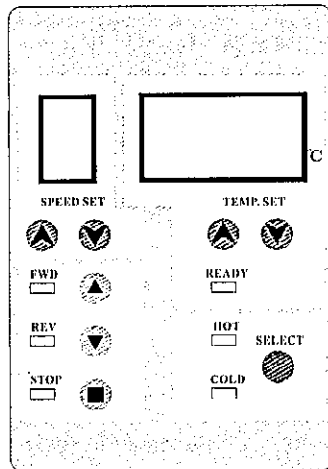 °C
SPEED SET
TEMP. SET
FWD
READY
REV
HOT
SELECT
STOP
COLD